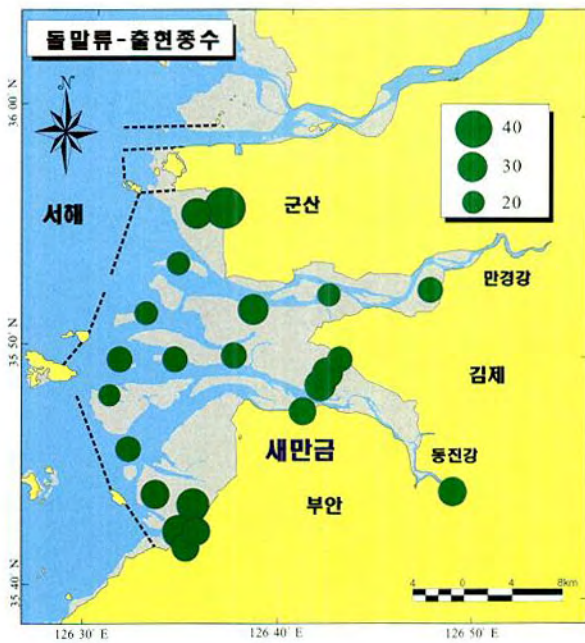 돌말류-출현종수
N
36 00´ N
40
30
20
서해
군산
만경강
35 50´ N
김제
새만금
동진강
부안
35 40´ N
4 0 4 8km
126 30´ E
126 40´ E
126 50´ E